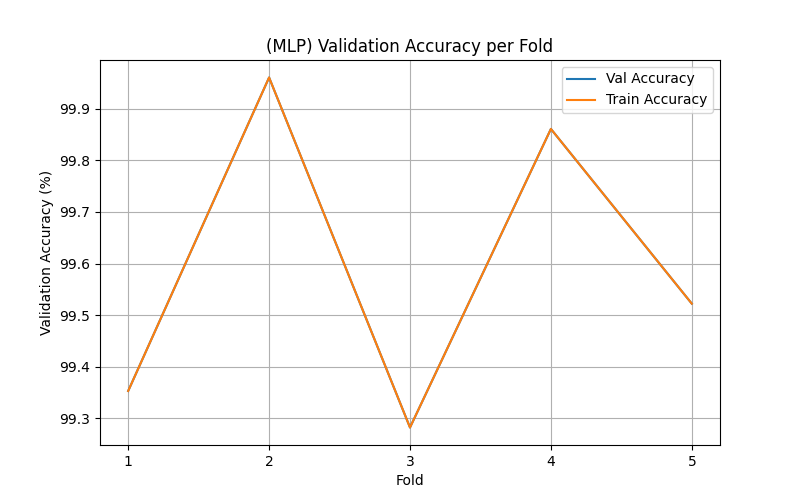 (MLP) Validation Accuracy per Fold
Val Accuracy
Train Accuracy
99.9
99.8
99.7
99.6
99.5
99.4
99.3
Validation Accuracy (%)
1 2 3 4 5
Fold